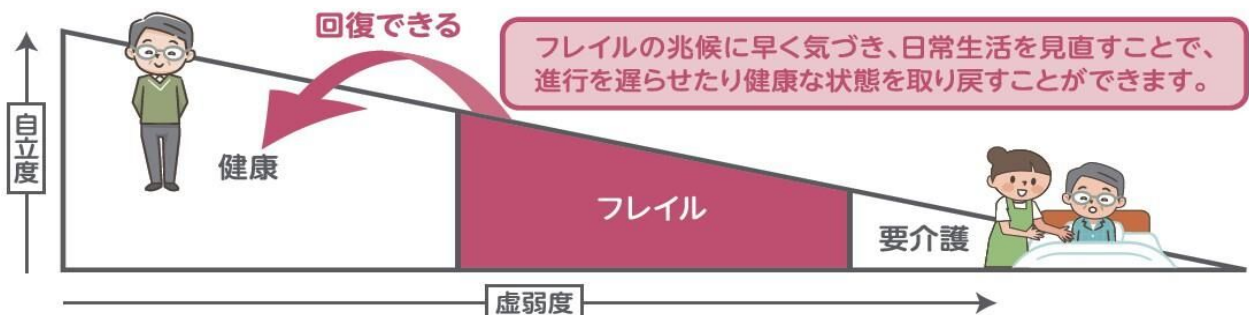 回復できる
フレイルの兆候に早く気づき、日常生活を見直すことで、
進行を遅らせたり健康な状態を取り戻すことができます。
自立度
健康
フレイル
要介護
虚弱度